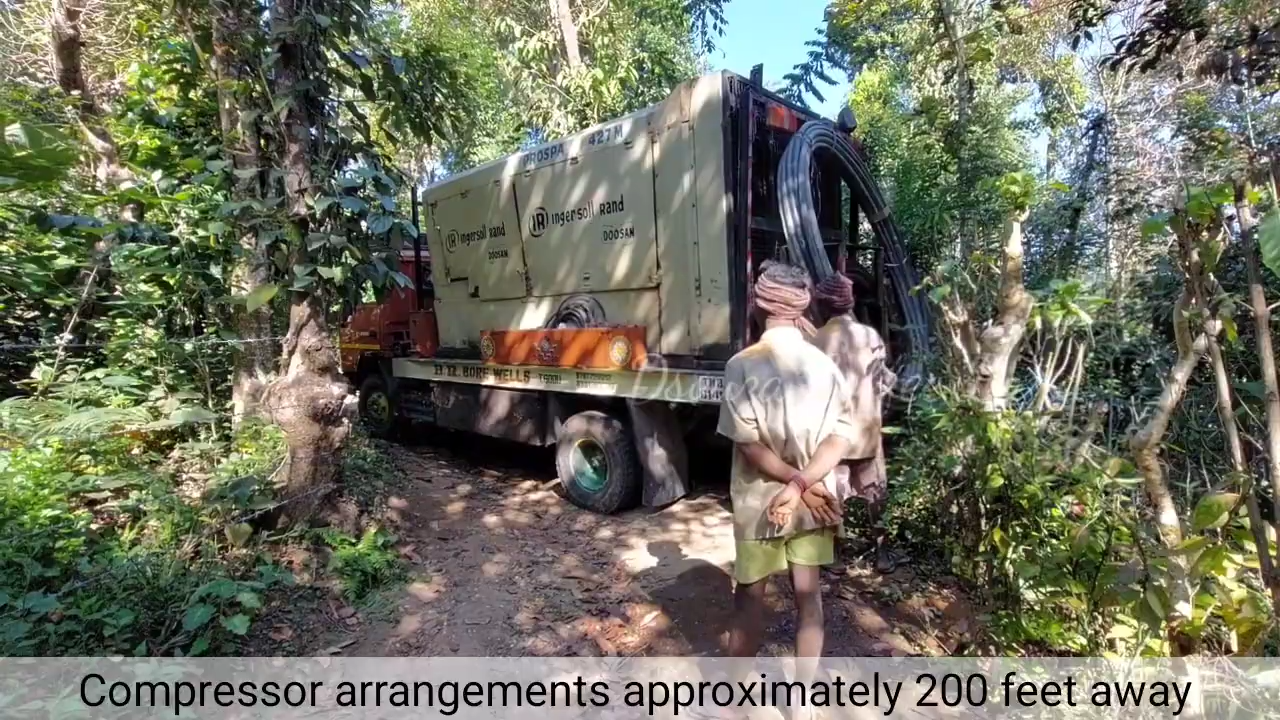 PROSPA 427M
IR Ingersoll Rand
DOOSAN
IR Ingersoll Rand
DOOSAN
BORE WELLS
Compressor arrangements approximately 200 feet away